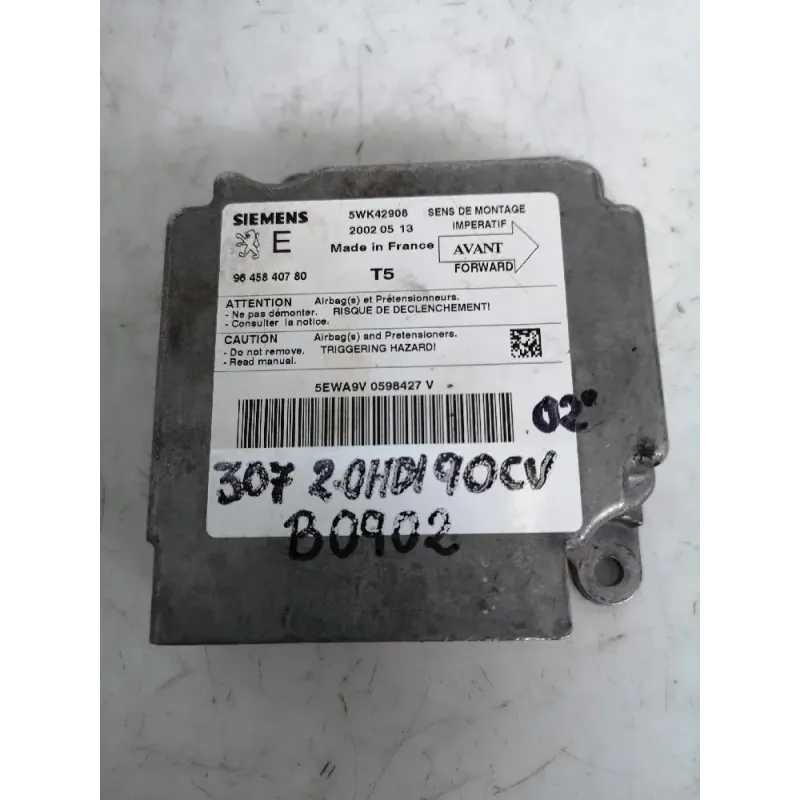 SIEMENS
5WK42908
SENS DE MONTAGE
IMPERATIF
E
2002 05 13
Made in France
AVANT
96 458 407 80
T5
FORWARD
ATTENTION
Airbag(s) et Prétensionneurs.
- Ne pas démonter. RISQUE DE DECLENCHEMENT!
- Consulter la notice.
CAUTION
Airbag(s) and Pretensioners.
- Do not remove. TRIGGERING HAZARD!
- Read manual.
5EWA9V 0598427 V
02"
307 2.0HDI 90CV
B0902